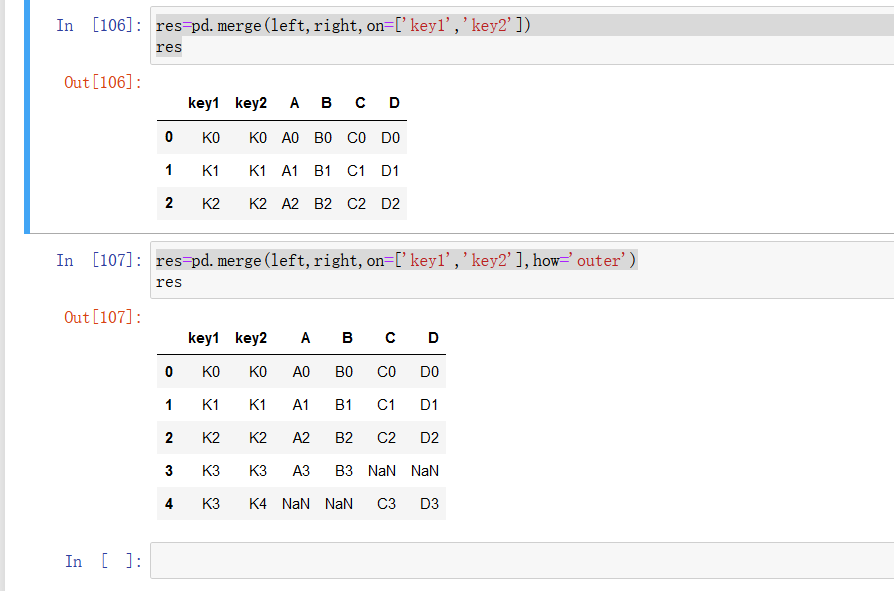 In [106]: res=pd.merge(left,right,on=['key1','key2'])
res
Out[106]:
key1 key2 A B C D
0 K0 K0 A0 B0 C0 D0
1 K1 K1 A1 B1 C1 D1
2 K2 K2 A2 B2 C2 D2
In [107]: res=pd.merge(left,right,on=['key1','key2'],how='outer')
res
Out[107]:
key1 key2 A B C D
0 K0 K0 A0 B0 C0 D0
1 K1 K1 A1 B1 C1 D1
2 K2 K2 A2 B2 C2 D2
3 K3 K3 A3 B3 NaN NaN
4 K3 K4 NaN NaN C3 D3
In [ ]: